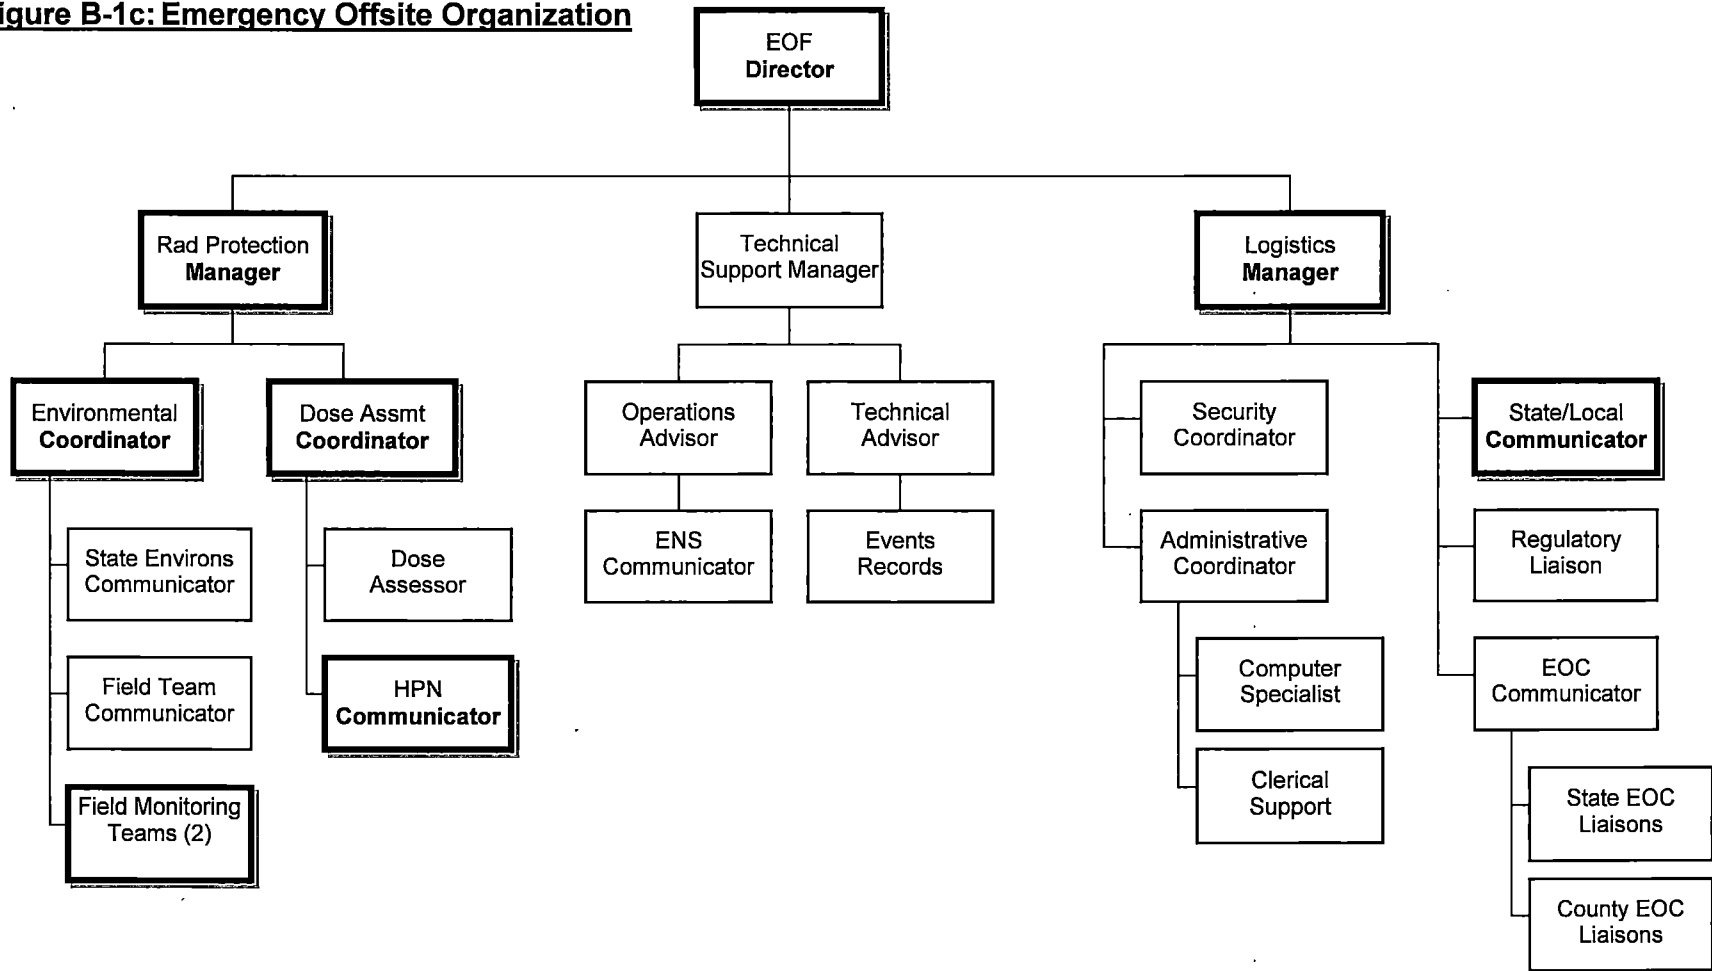 igure B-1c: Emergency Offsite Organization
EOF
Director
Rad Protection
Manager
Technical
Support Manager
Logistics
Manager
Environmental
Coordinator
Dose Assmt
Coordinator
Operations
Advisor
Technical
Advisor
Security
Coordinator
State/Local
Communicator
State Environs
Communicator
Dose
Assessor
ENS
Communicator
Events
Records
Administrative
Coordinator
Regulatory
Liaison
Field Team
Communicator
HPN
Communicator
Computer
Specialist
EOC
Communicator
Field Monitoring
Teams (2)
Clerical
Support
State EOC
Liaisons
County EOC
Liaisons